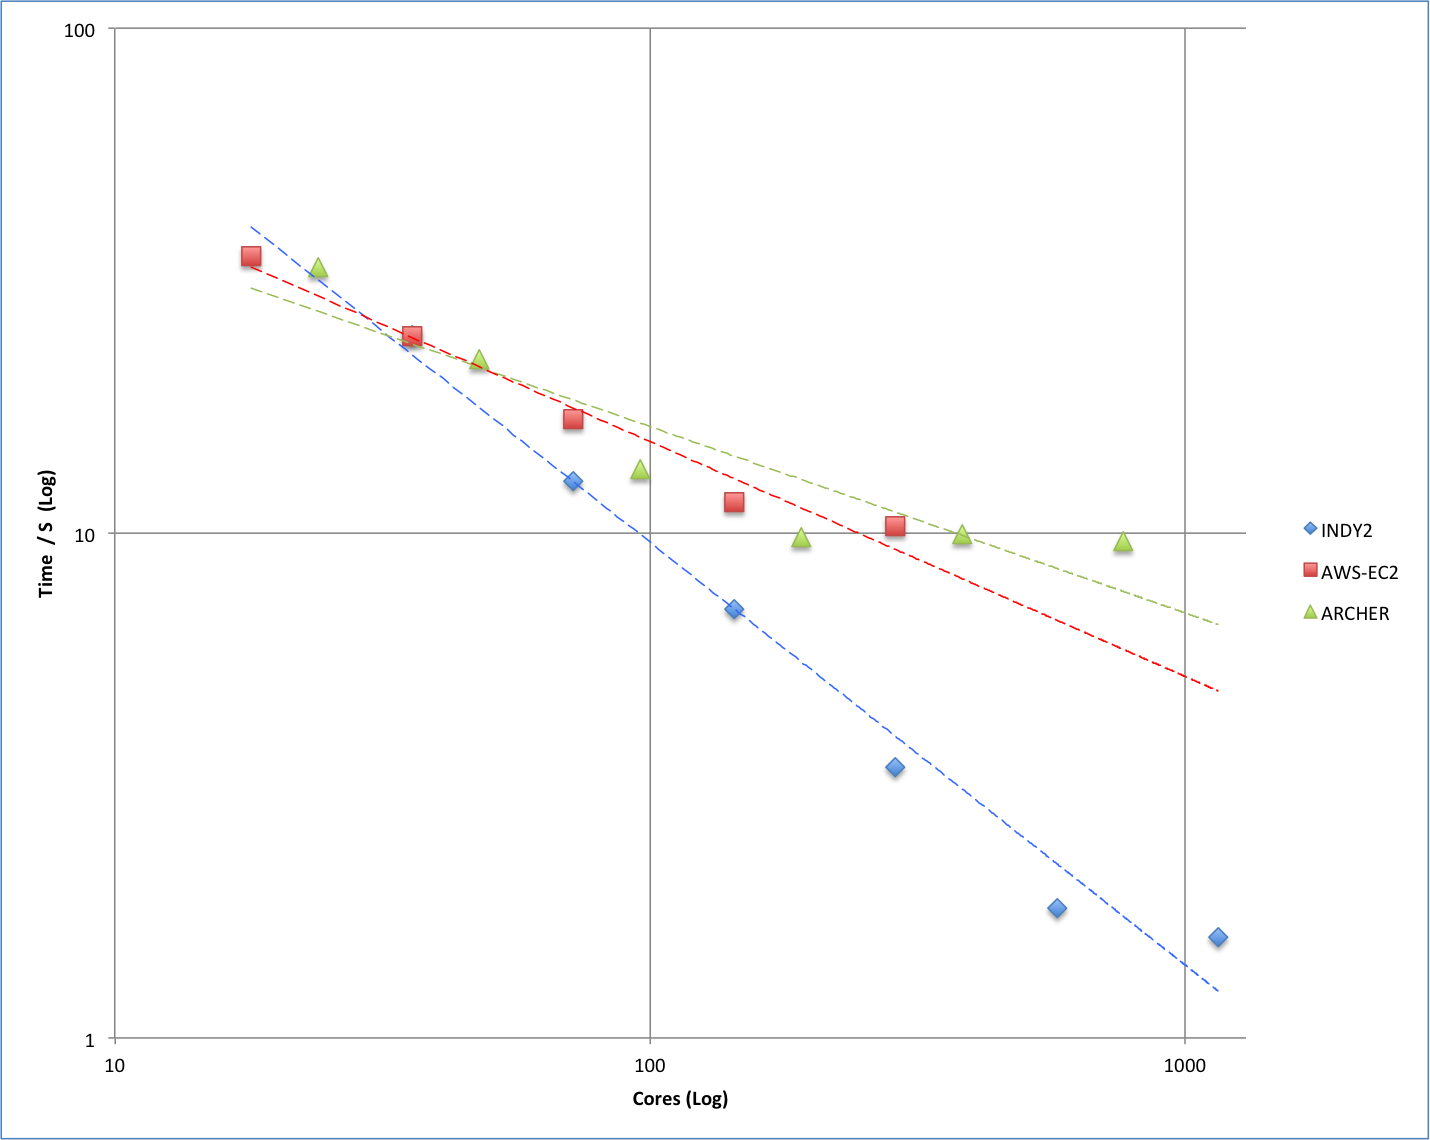 100
10
1
Time / S (Log)
10
100
1000
Cores (Log)
INDY2
AWS-EC2
ARCHER